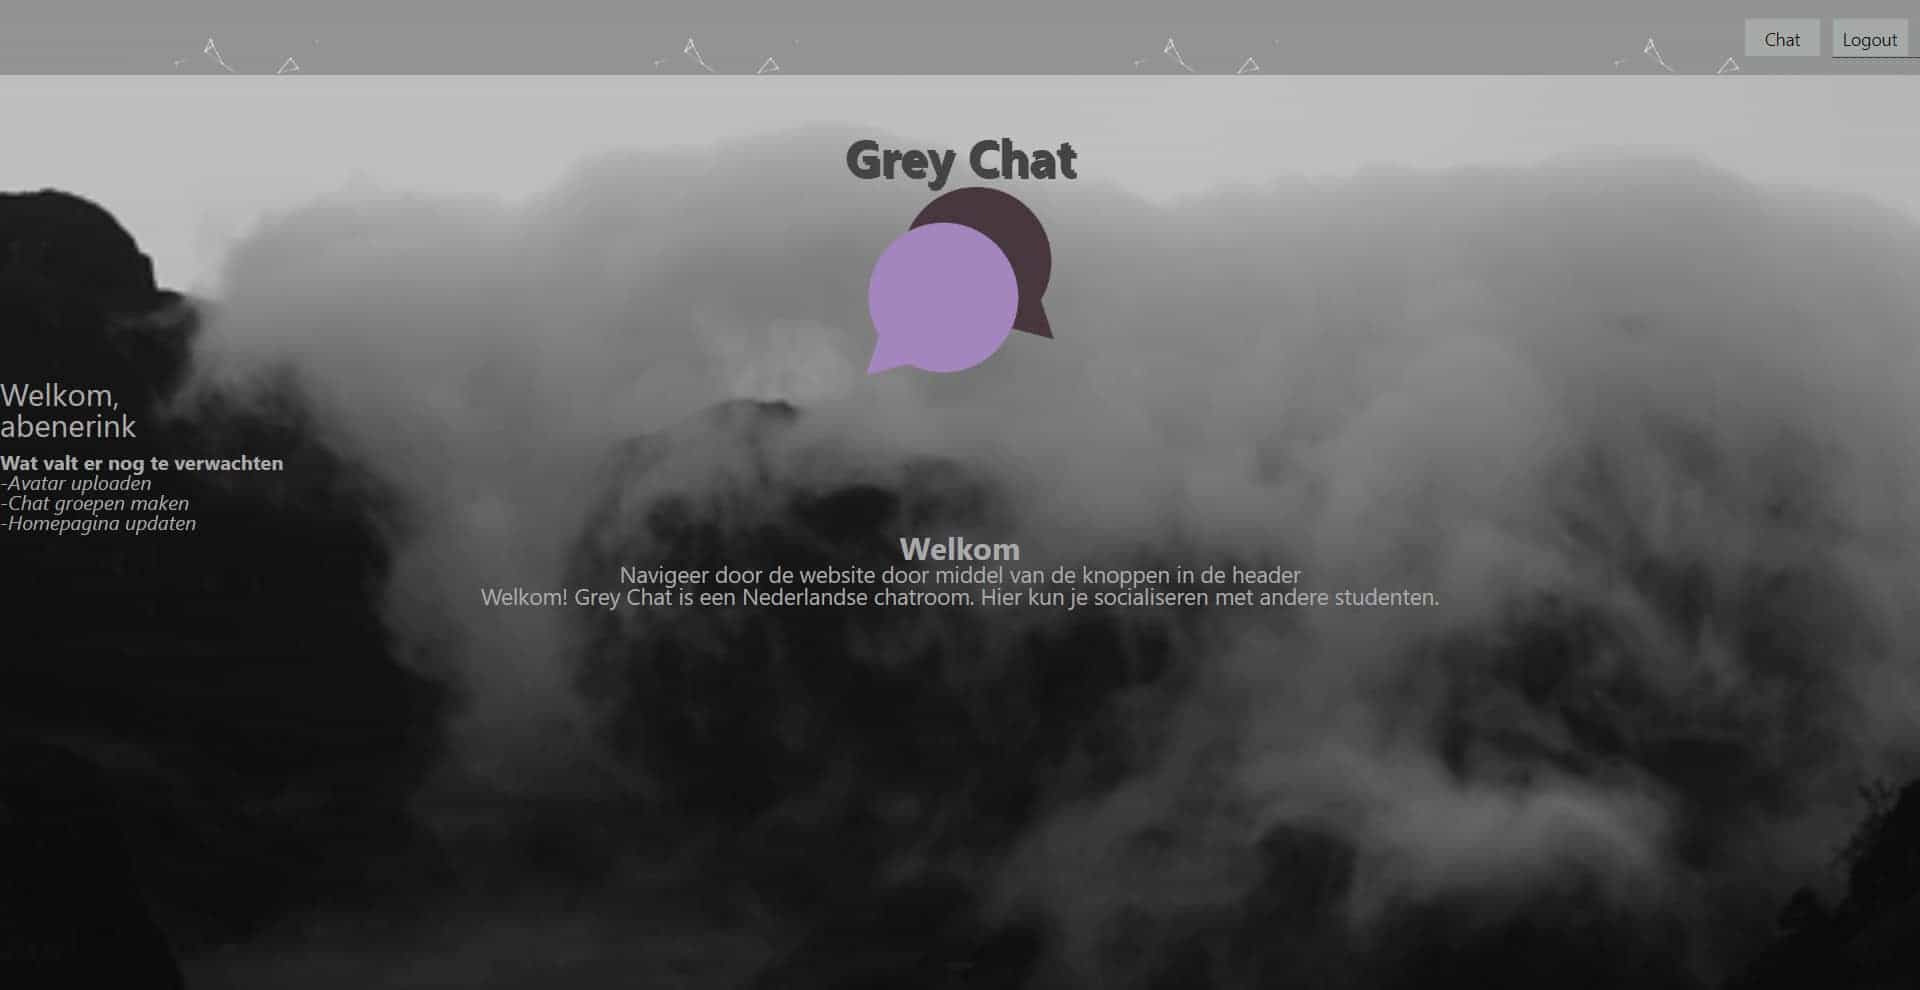 Chat
Logout
Grey Chat
Welkom,
abenerink
Wat valt er nog te verwachten
-Avatar uploaden
-Chat groepen maken
-Homepagina updaten
Welkom
Navigeer door de website door middel van de knoppen in de header
Welkom! Grey Chat is een Nederlandse chatroom. Hier kun je socialiseren met andere studenten.